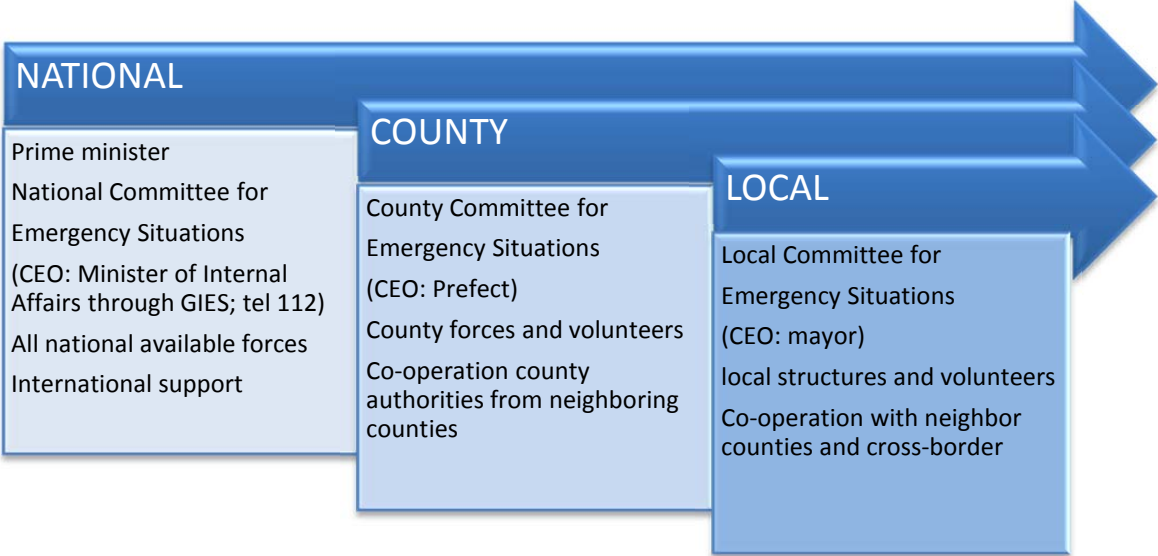 NATIONAL
Prime minister
National Committee for
Emergency Situations
(CEO: Minister of Internal
Affairs through GIES; tel 112)
All national available forces
International support
COUNTY
County Committee for
Emergency Situations
(CEO: Prefect)
County forces and volunteers
Co-operation county
authorities from neighboring
counties
LOCAL
Local Committee for
Emergency Situations
(CEO: mayor)
local structures and volunteers
Co-operation with neighbor
counties and cross-border